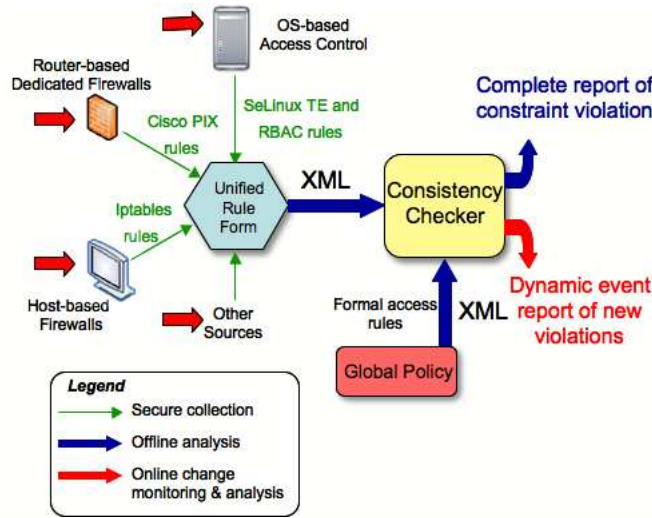 OS-based
Access Control
Router-based
Dedicated Firewalls
Cisco PIX
rules
SeLinux TE and
RBAC rules
Complete report of
constraint violation
Unified
Rule
Form
XML
Consistency
Checker
Iptables
rules
Host-based
Firewalls
Other
Sources
Formal access
rules
XML
Dynamic event
report of new
violations
Global Policy
Legend
Secure collection
Offline analysis
Online change
monitoring & analysis